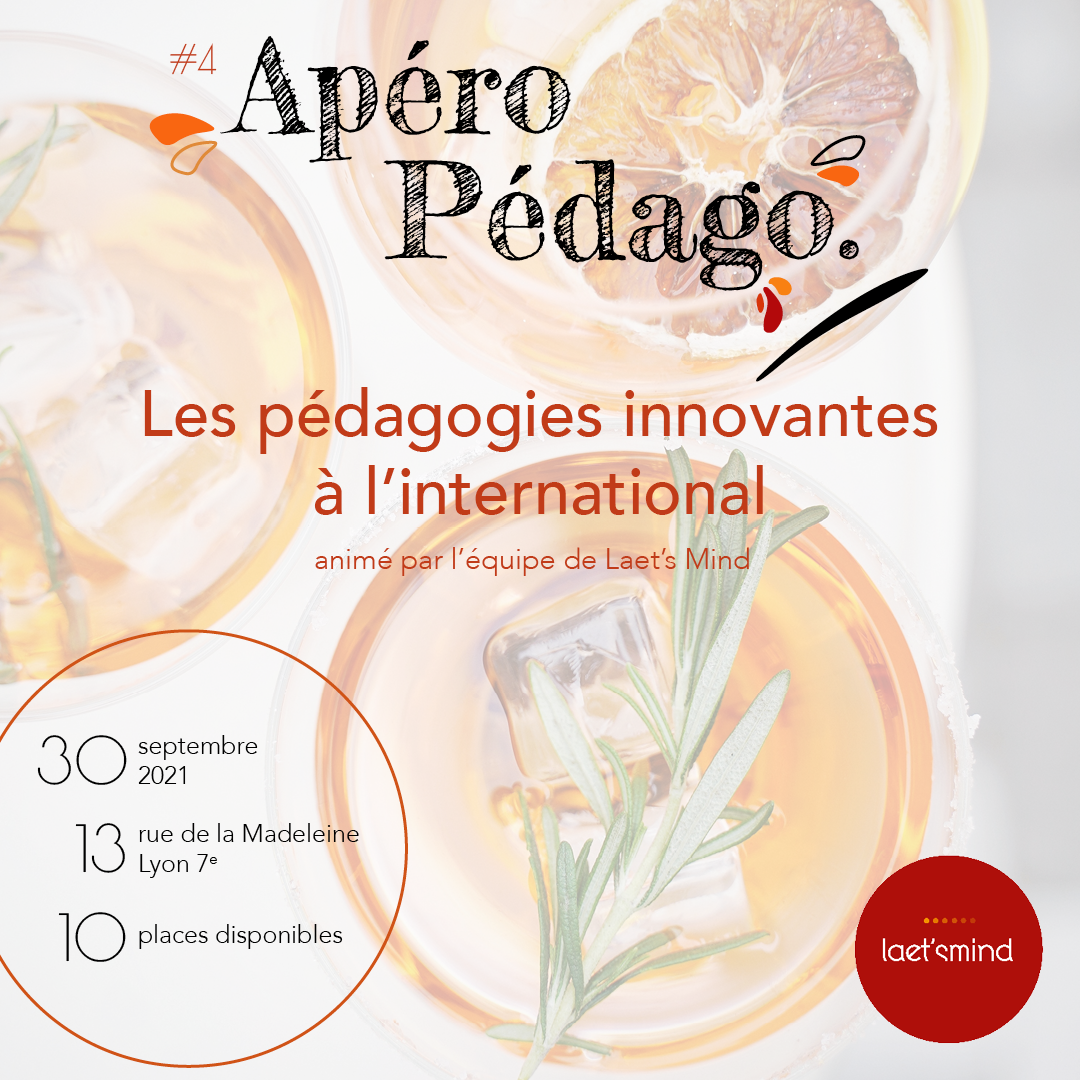 #4 Apéro
Pédago.
Les pédagogies innovantes
à l’international
animé par l’équipe de Laet’s Mind
30 septembre
2021
13 rue de la Madeleine
Lyon 7e
10 places disponibles
laet’smind